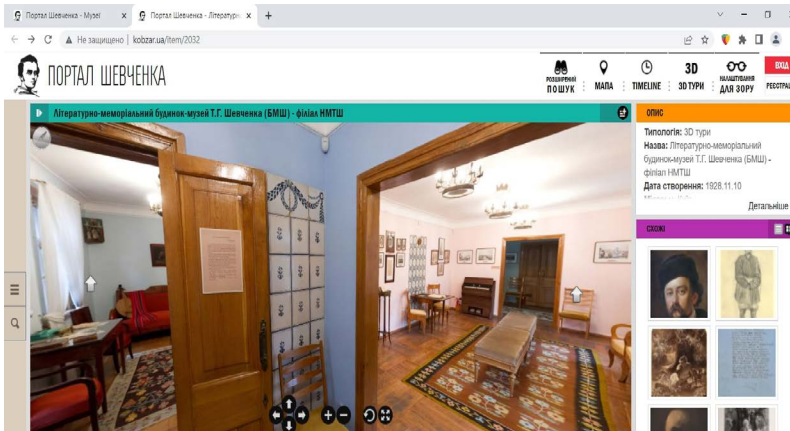 Портал Шевченка - Музеї
Портал Шевченка - Літературн
Не защищено | kobzar.ua/item/2032
ПОРТАЛ ШЕВЧЕНКА
РОЗШИРЕНИЙ
ПОШУК
МАПА
TIMELINE
3D
3D ТУРИ
НАЛАШТУВАННЯ
ДЛЯ ЗОРУ
ВХІД
РЕЄСТРАЦ
Літературно-меморіальний будинок-музей Т.Г. Шевченка (БМШ) - філіал НМТШ
ОПИС
Типологія: 3D тури
Назва: Літературно-меморіальний
будинок-музей Т.Г. Шевченка (БМШ) -
філіал НМТШ
Дата створення: 1928.11.10
Детальніше
СХОЖІ